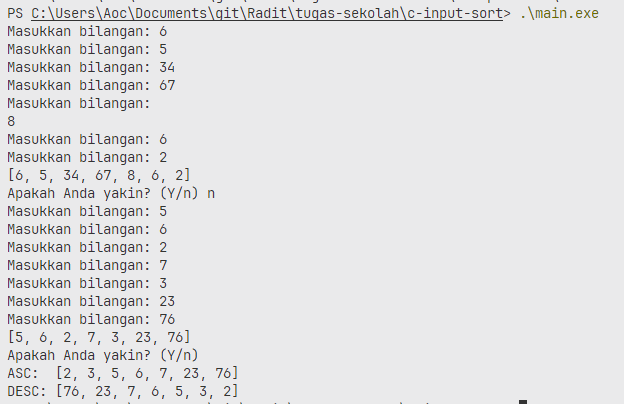 PS C:\Users\Aoc\Documents\git\Radit\tugas-sekolah\c-input-sort> .\main.exe
Masukkan bilangan: 6
Masukkan bilangan: 5
Masukkan bilangan: 34
Masukkan bilangan: 67
Masukkan bilangan:
8
Masukkan bilangan: 6
Masukkan bilangan: 2
[6, 5, 34, 67, 8, 6, 2]
Apakah Anda yakin? (Y/n) n
Masukkan bilangan: 5
Masukkan bilangan: 6
Masukkan bilangan: 2
Masukkan bilangan: 7
Masukkan bilangan: 3
Masukkan bilangan: 23
Masukkan bilangan: 76
[5, 6, 2, 7, 3, 23, 76]
Apakah Anda yakin? (Y/n)
ASC:  [2, 3, 5, 6, 7, 23, 76]
DESC: [76, 23, 7, 6, 5, 3, 2]